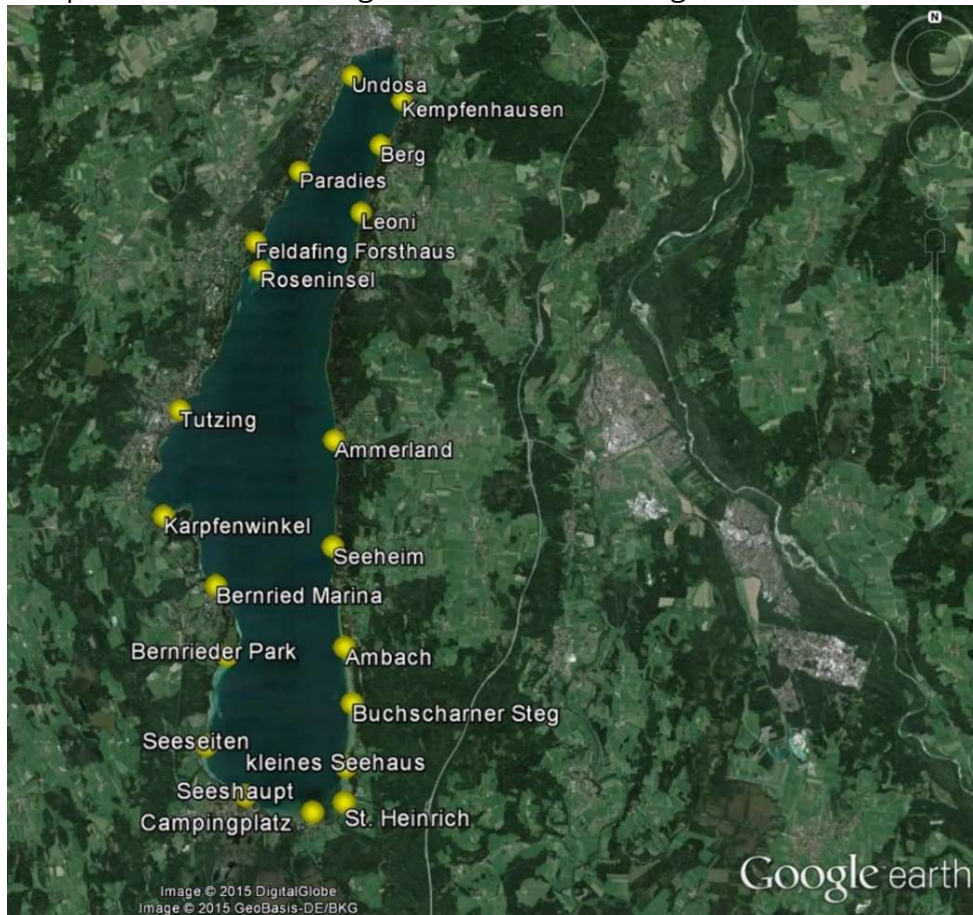 N
Undosa
Kempfenhausen
Berg
Paradies
Leoni
Feldafing Forsthaus
Roseninsel
Tutzing
Ammerland
Karpfenwinkel
Seeheim
Bernried Marina
Bernrieder Park
Ambach
Buchscharner Steg
Seeseiten
kleines Seehaus
Seeshaupt
Campingplatz
St. Heinrich
Google earth
Image © 2015 DigitalGlobe
Image © 2015 GeoBasis-DE/BKG